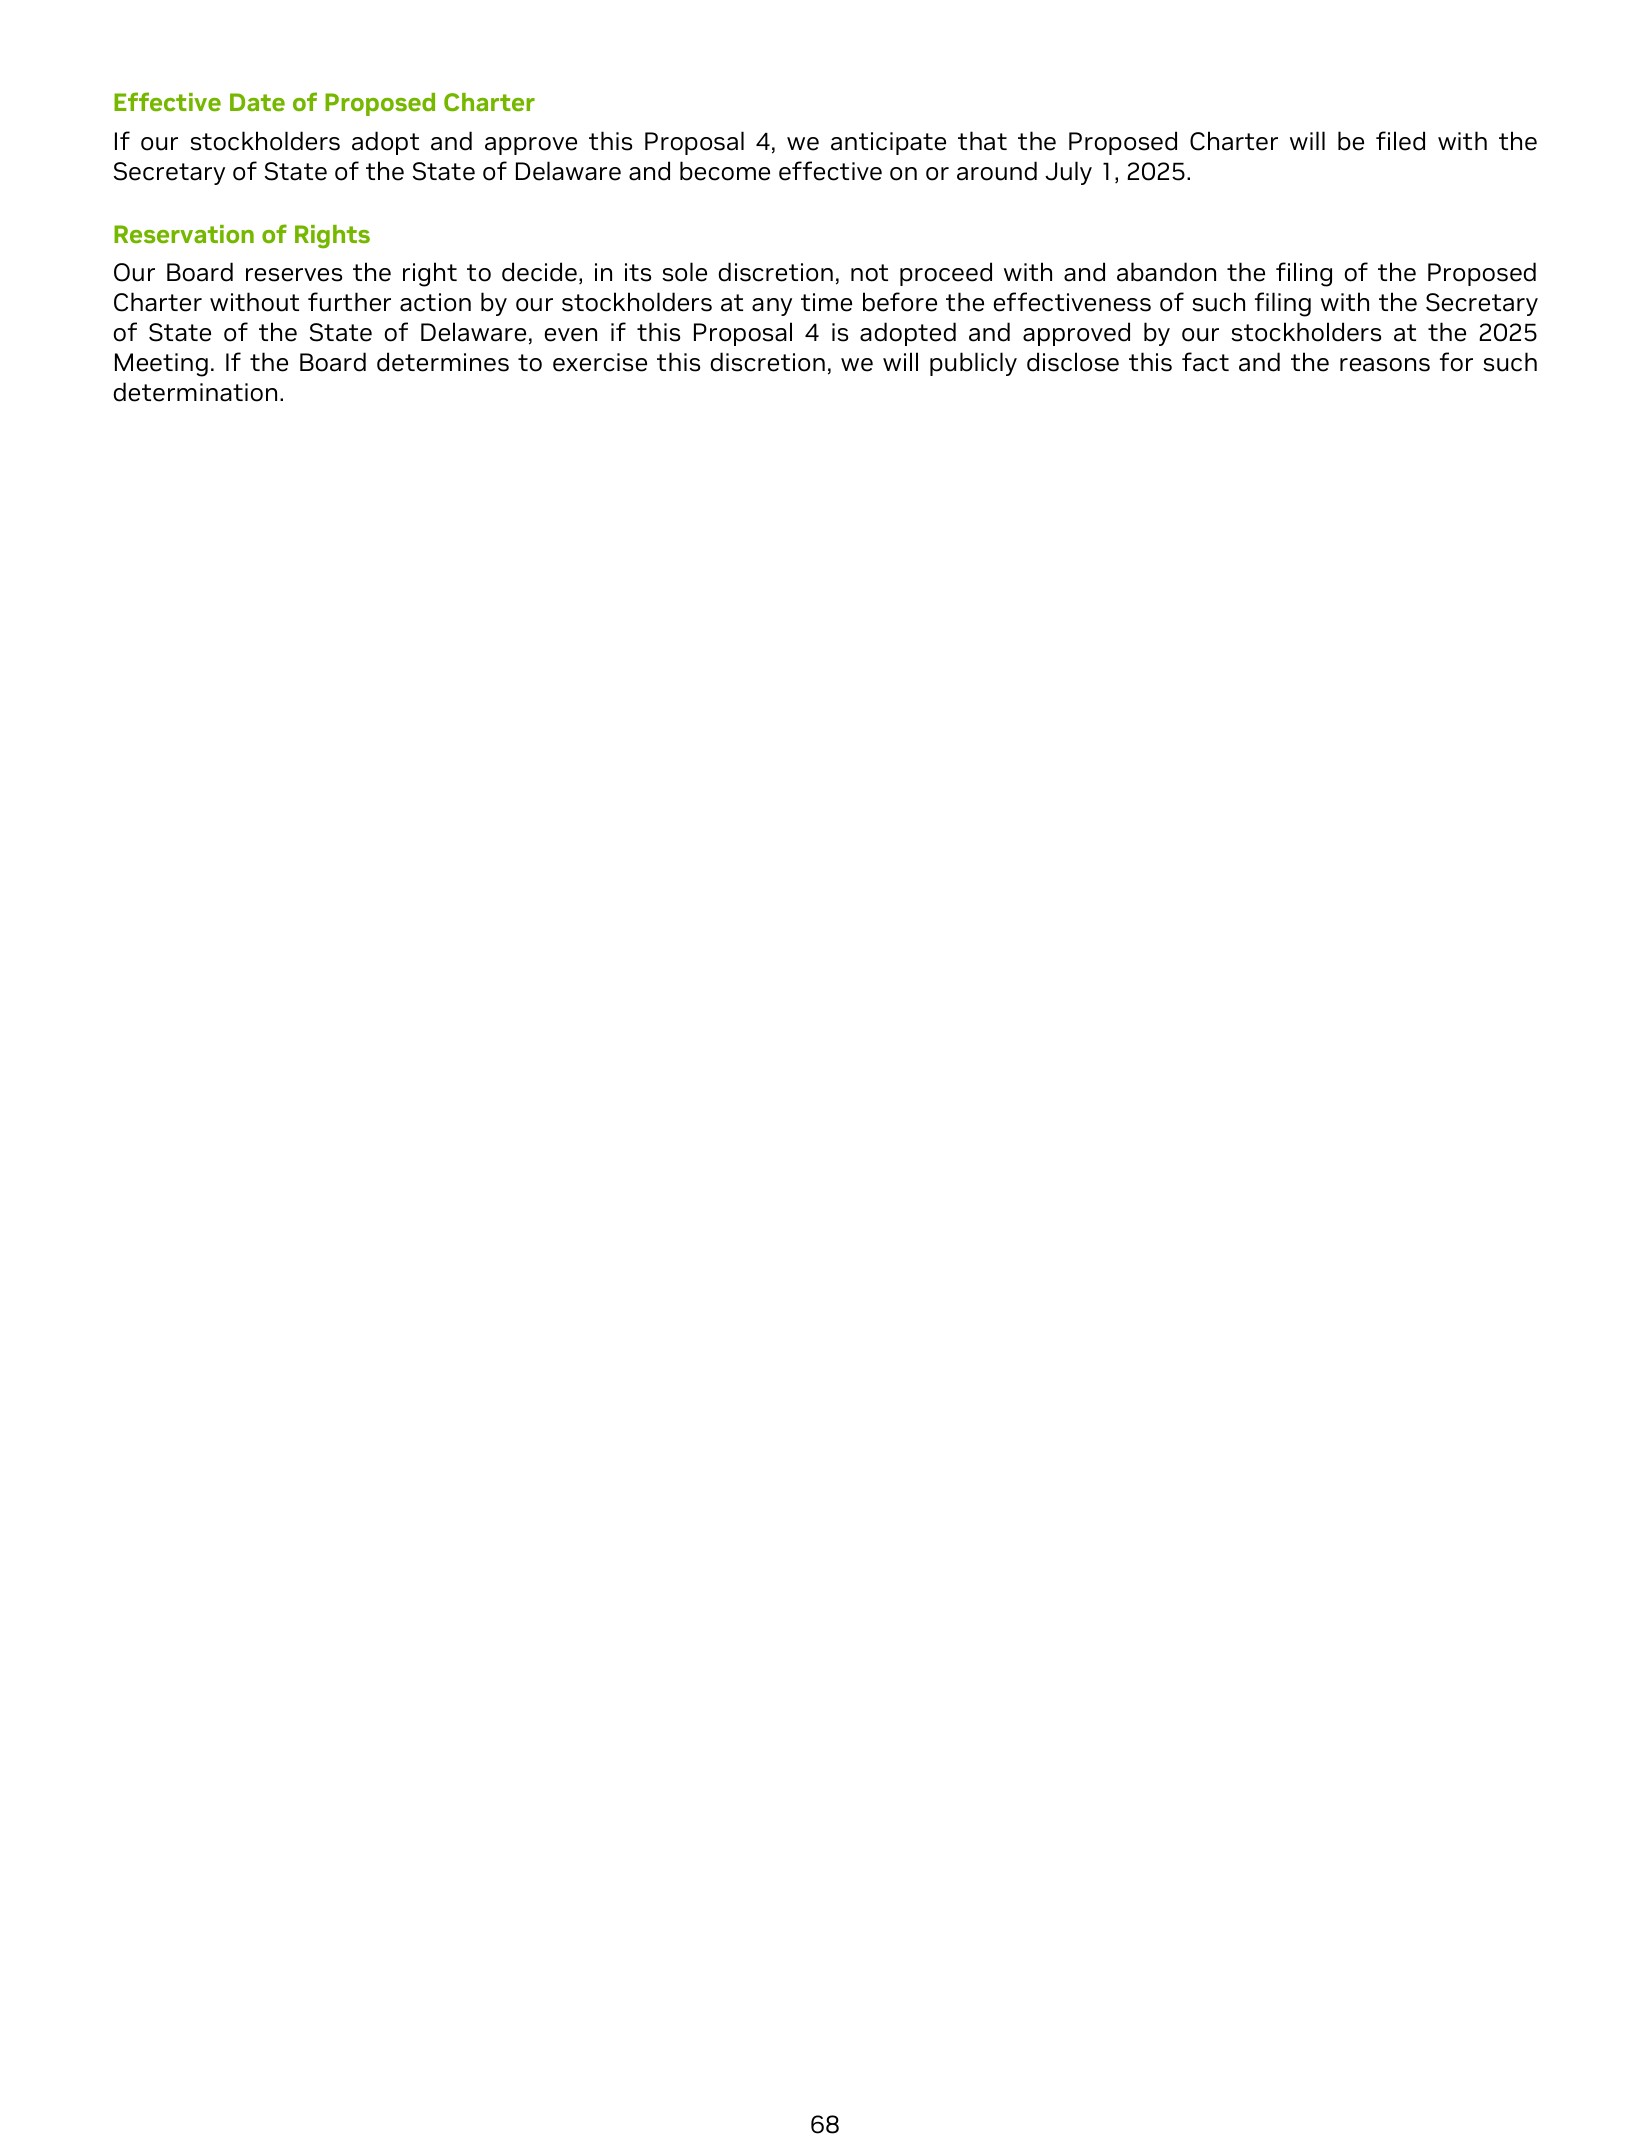 Effective Date of Proposed Charter
If our stockholders adopt and approve this Proposal 4, we anticipate that the Proposed Charter will be filed with the
Secretary of State of the State of Delaware and become effective on or around July 1, 2025.
Reservation of Rights
Our Board reserves the right to decide, in its sole discretion, not proceed with and abandon the filing of the Proposed
Charter without further action by our stockholders at any time before the effectiveness of such filing with the Secretary
of State of the State of Delaware, even if this Proposal 4 is adopted and approved by our stockholders at the 2025
Meeting. If the Board determines to exercise this discretion, we will publicly disclose this fact and the reasons for such
determination.
68